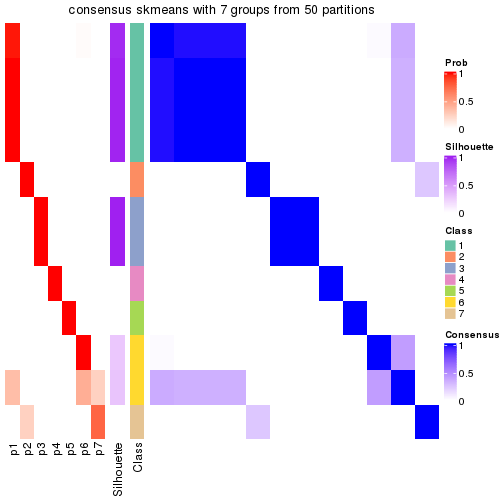 consensus skmeans with 7 groups from 50 partitions
Prob
1
0.5
0
Silhouette
1
0.5
0
Class
1
2
3
4
5
6
7
Consensus
1
0.5
0
p1
p2
p3
p4
p5
p6
p7
Silhouette
Class